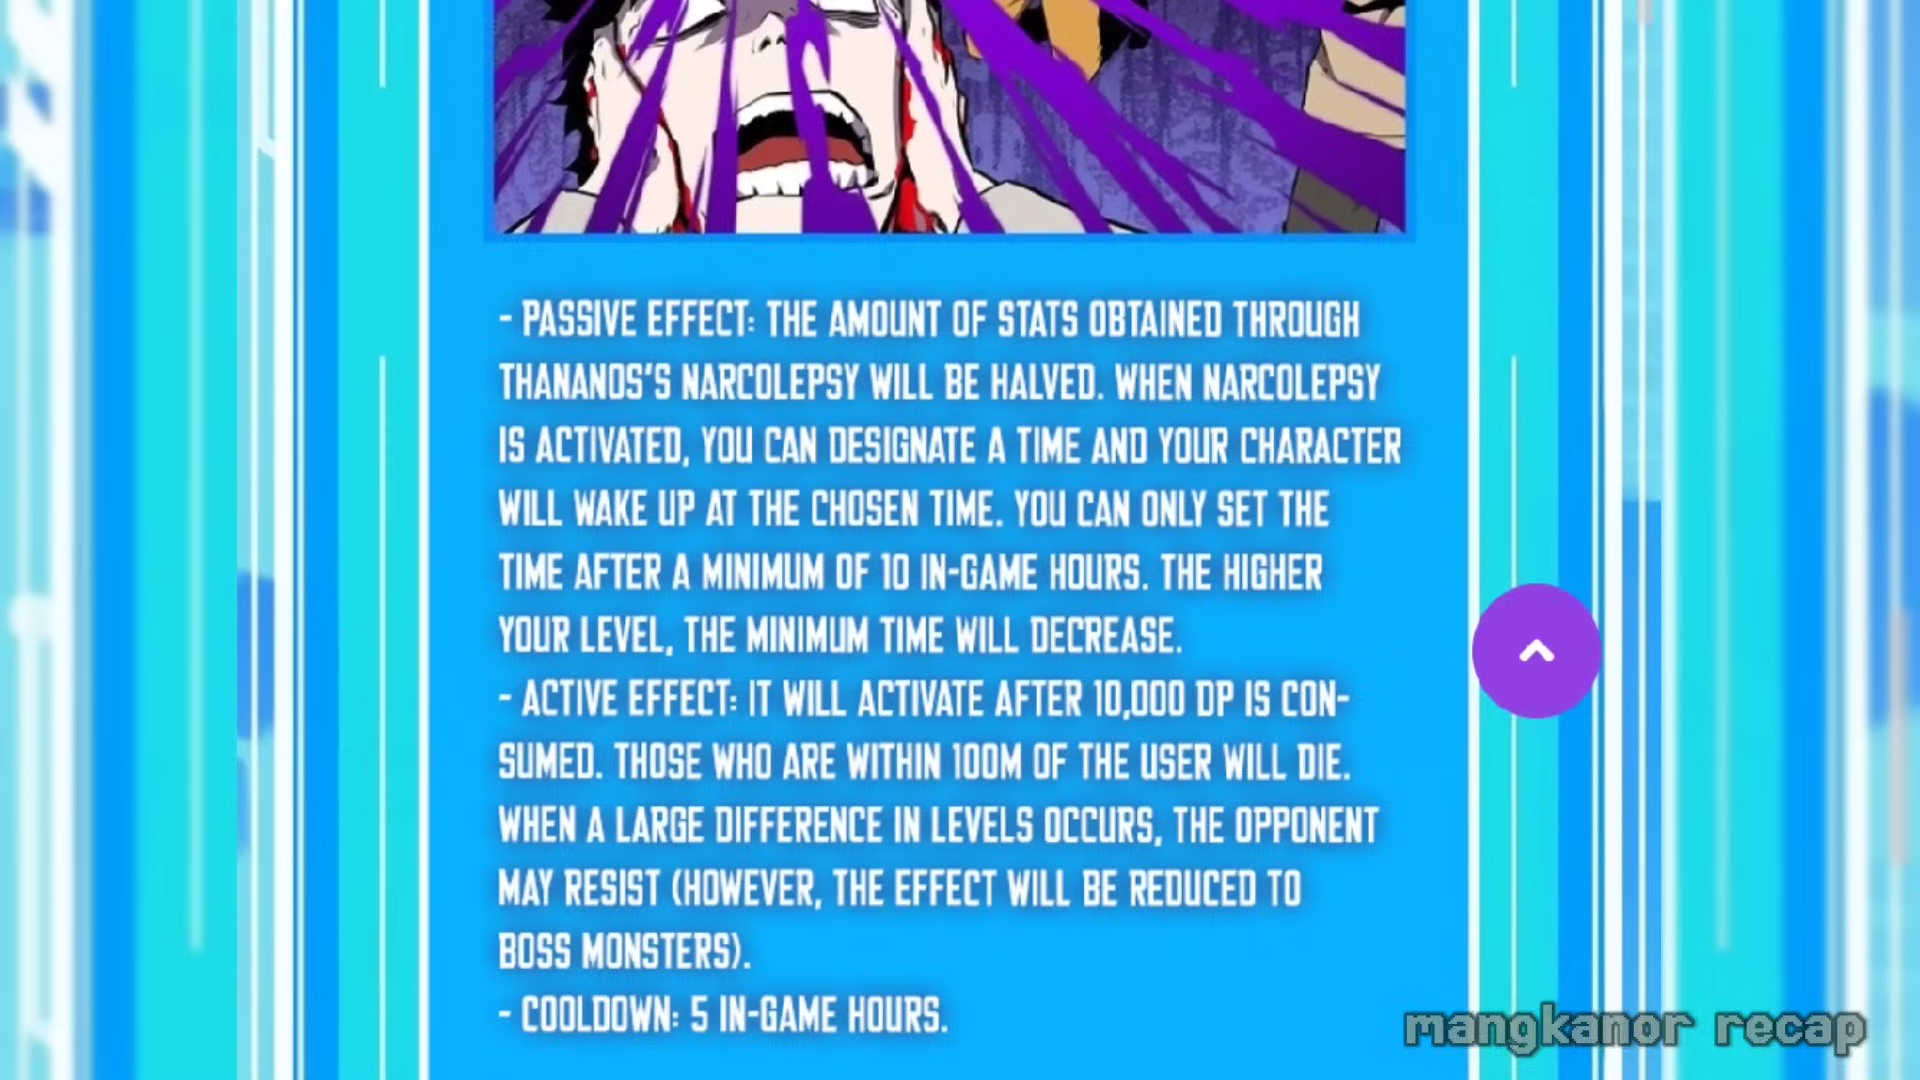 - PASSIVE EFFECT: THE AMOUNT OF STATS OBTAINED THROUGH
THANANOS'S NARCOLEPSY WILL BE HALVED. WHEN NARCOLEPSY
IS ACTIVATED, YOU CAN DESIGNATE A TIME AND YOUR CHARACTER
WILL WAKE UP AT THE CHOSEN TIME. YOU CAN ONLY SET THE
TIME AFTER A MINIMUM OF 10 IN-GAME HOURS. THE HIGHER
YOUR LEVEL, THE MINIMUM TIME WILL DECREASE.
- ACTIVE EFFECT: IT WILL ACTIVATE AFTER 10,000 DP IS CON-
SUMED. THOSE WHO ARE WITHIN 100M OF THE USER WILL DIE.
WHEN A LARGE DIFFERENCE IN LEVELS OCCURS, THE OPPONENT
MAY RESIST (HOWEVER, THE EFFECT WILL BE REDUCED TO
BOSS MONSTERS).
- COOLDOWN: 5 IN-GAME HOURS.
mangkanor recap